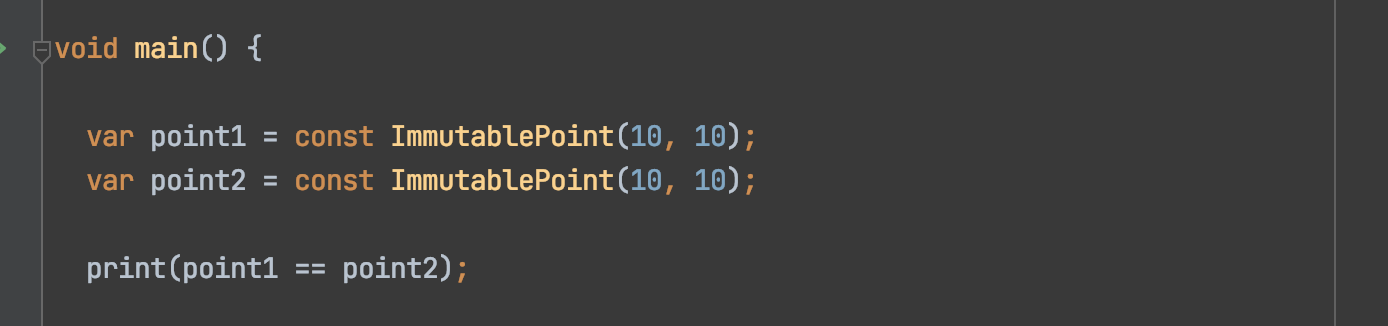 void main() {
var point1 = const ImmutablePoint(10, 10);
var point2 = const ImmutablePoint(10, 10);
print(point1 == point2);